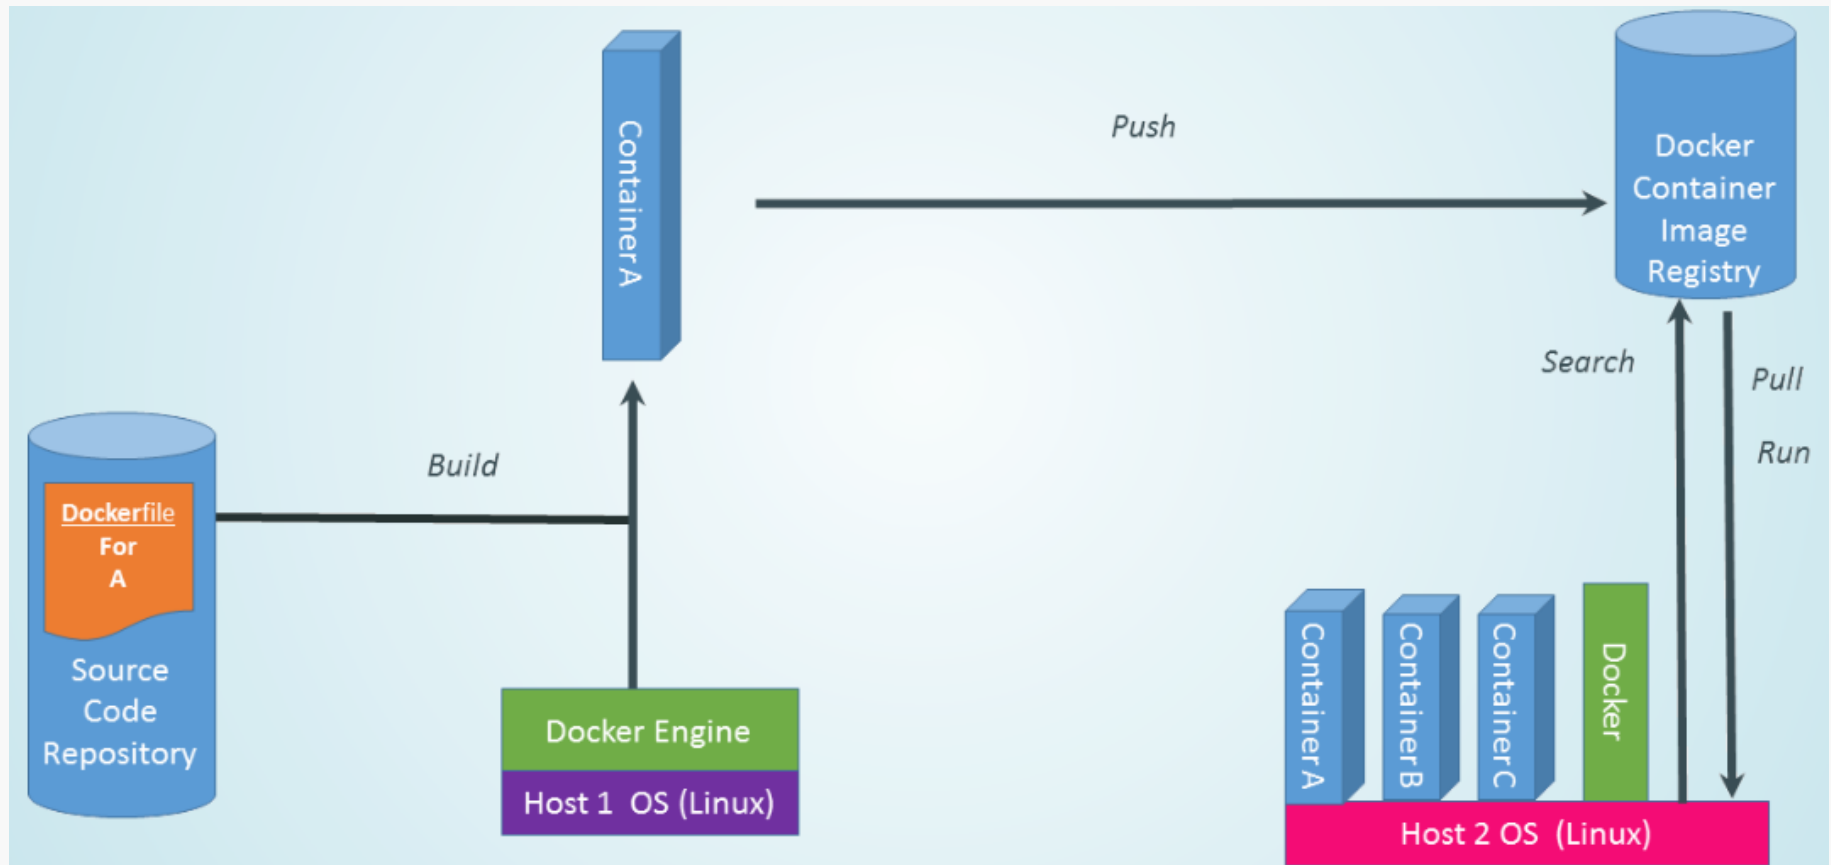 Container A
Push
Docker
Container
Image
Registry
Search
Pull
Run
Build
Dockerfile
For
A
Source
Code
Repository
Docker Engine
Host 1 OS (Linux)
Container A
Container B
Container C
Docker
Host 2 OS (Linux)